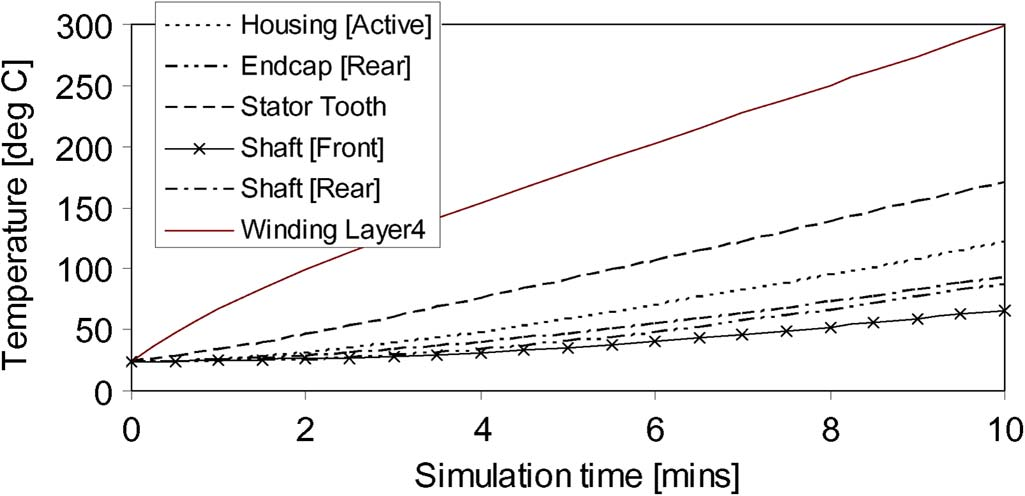 Temperature [deg C]
300
250
200
150
100
50
0
Housing [Active]
Endcap [Rear]
Stator Tooth
Shaft [Front]
Shaft [Rear]
Winding Layer4
0 2 4 6 8 10
Simulation time [mins]